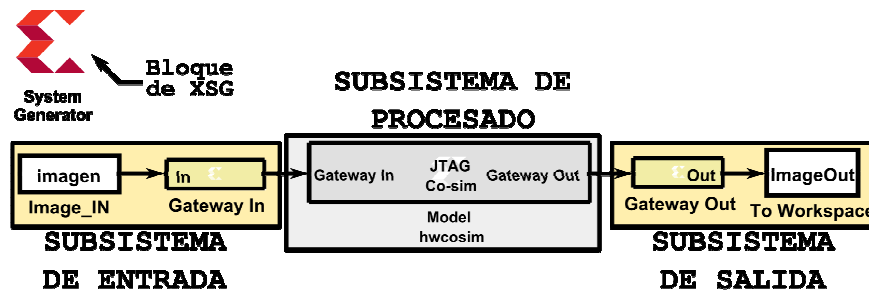 Bloque
de XSG
System
Generator
SUBSISTEMA DE
PROCESADO
imagen
Image_IN
In
Gateway In
Gateway In
JTAG
Co-sim
Gateway Out
Model
hwcosim
Out
Gateway Out
ImageOut
To Workspace
SUBSISTEMA
DE ENTRADA
SUBSISTEMA
DE SALIDA